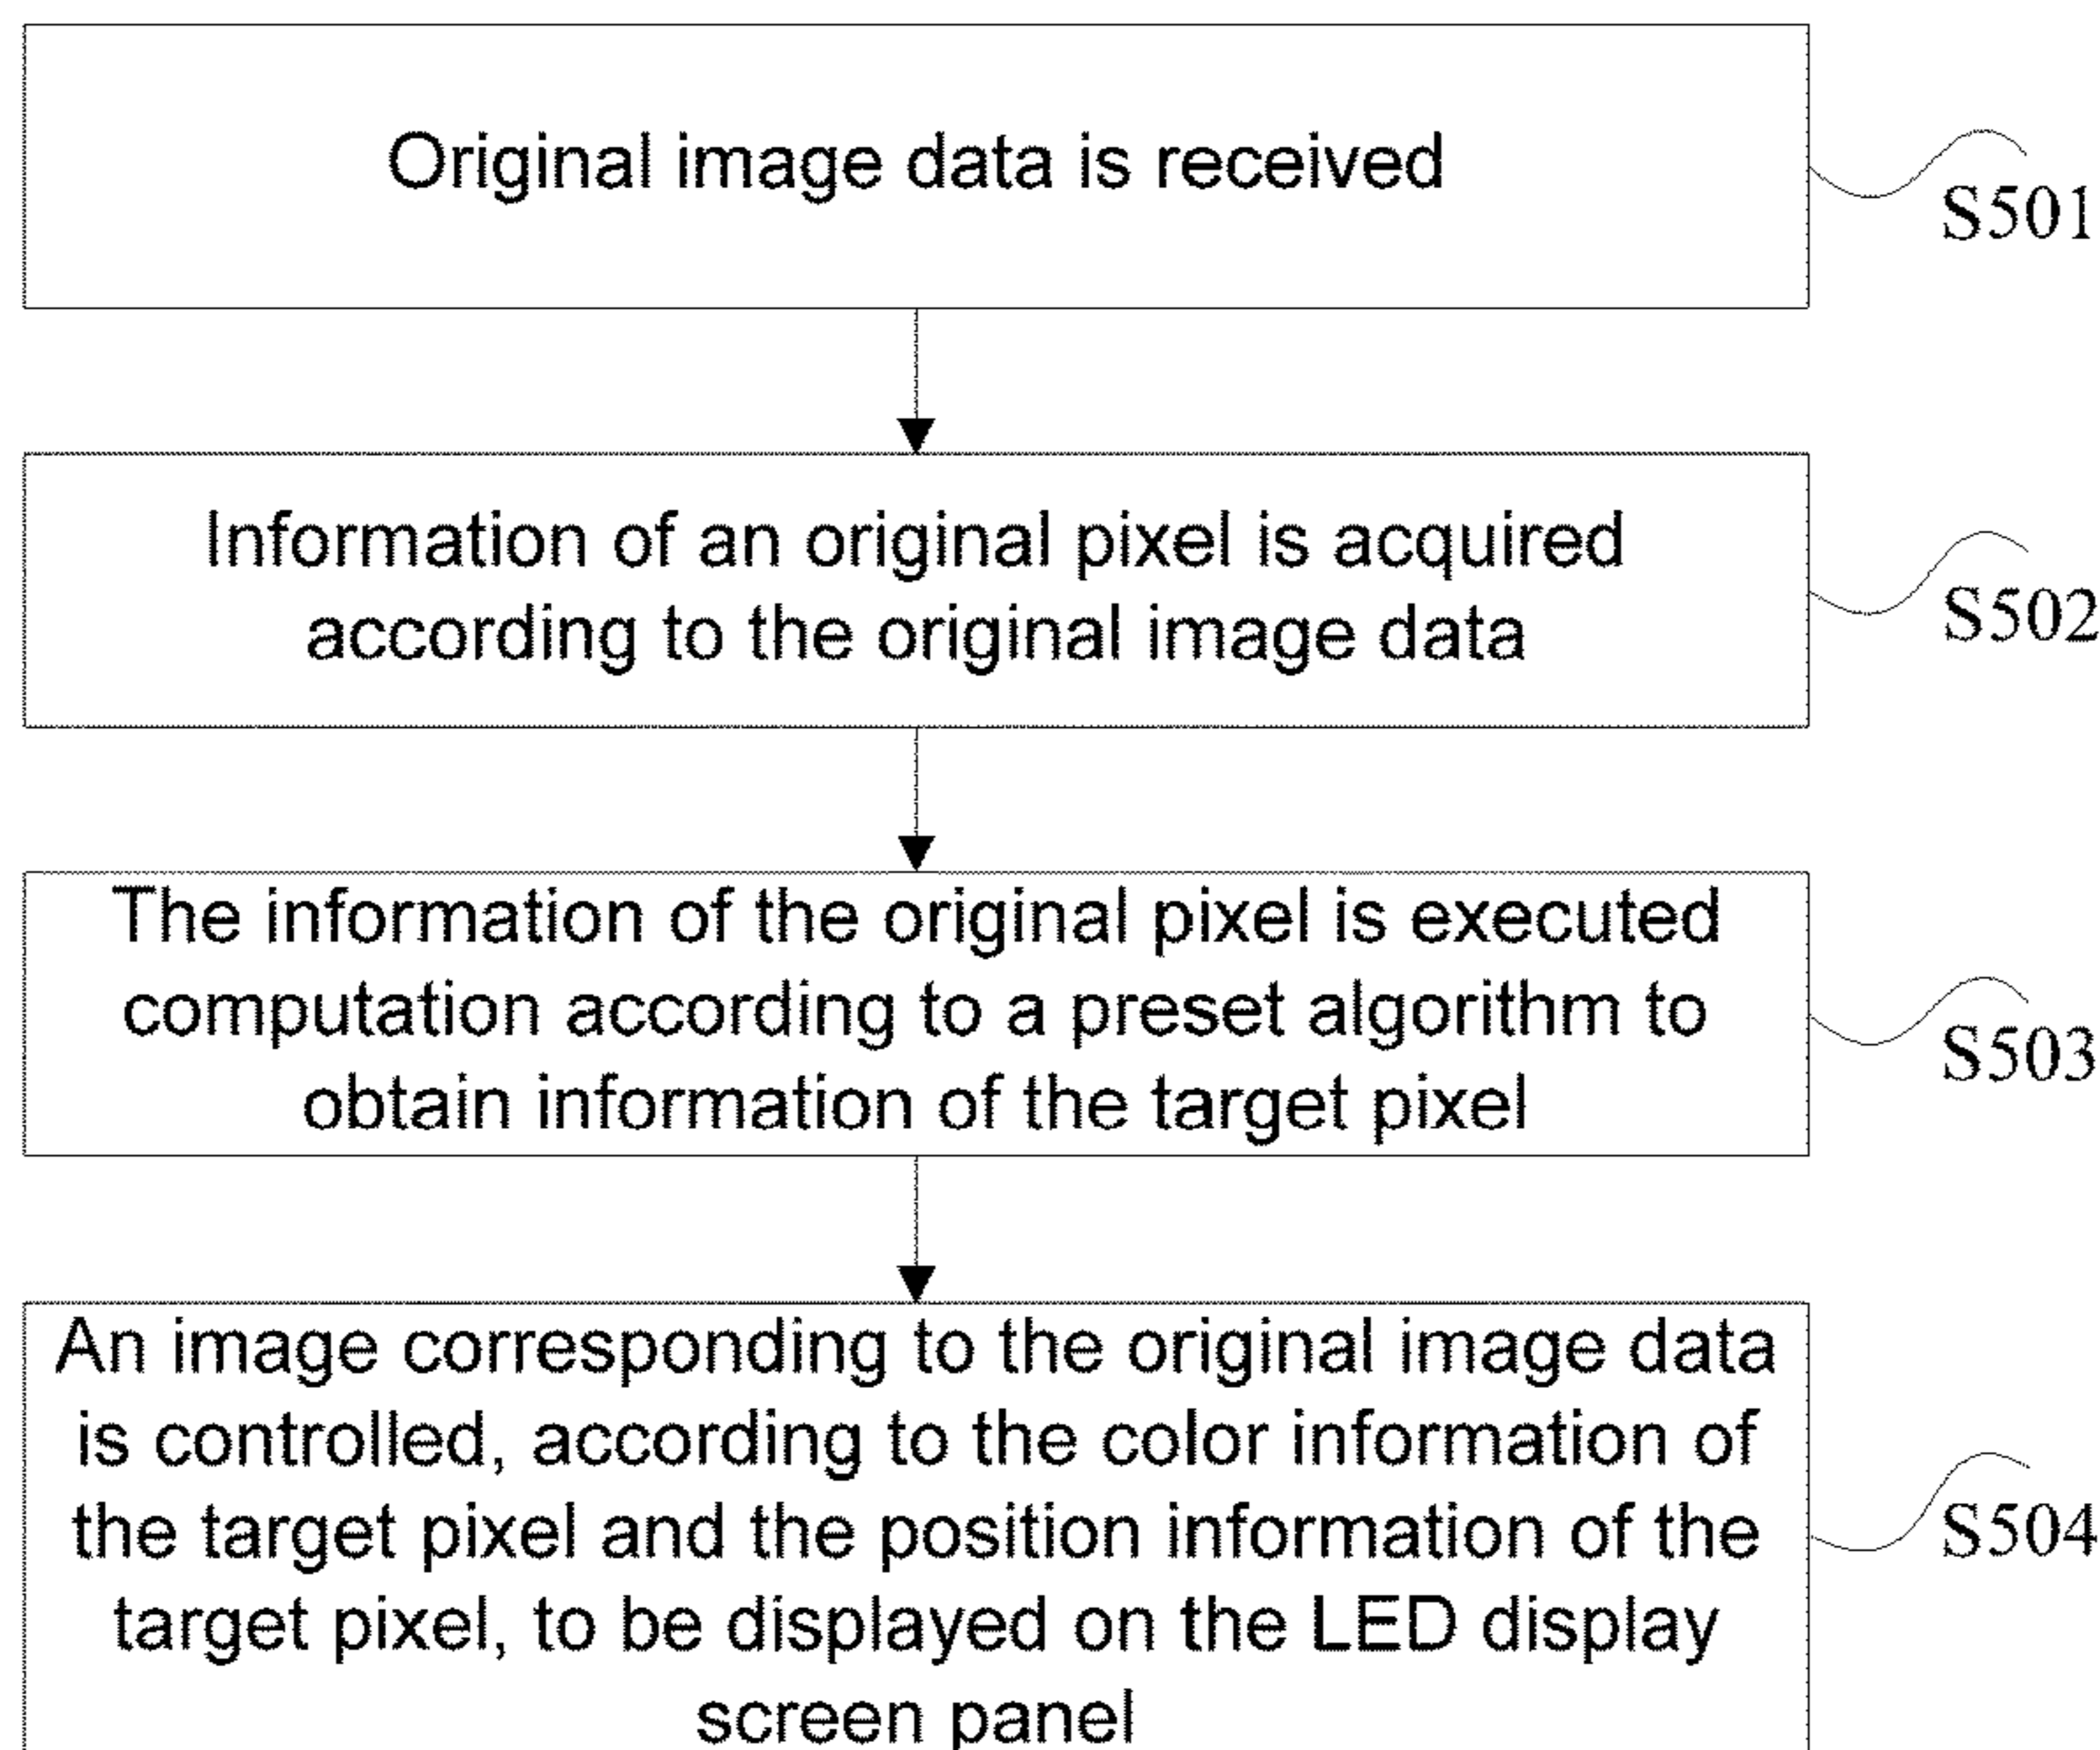 Original image data is received
S501
Information of an original pixel is acquired
according to the original image data
S502
The information of the original pixel is executed
computation according to a preset algorithm to
obtain information of the target pixel
S503
An image corresponding to the original image data
is controlled, according to the color information of
the target pixel and the position information of the
target pixel, to be displayed on the LED display
screen panel
S504